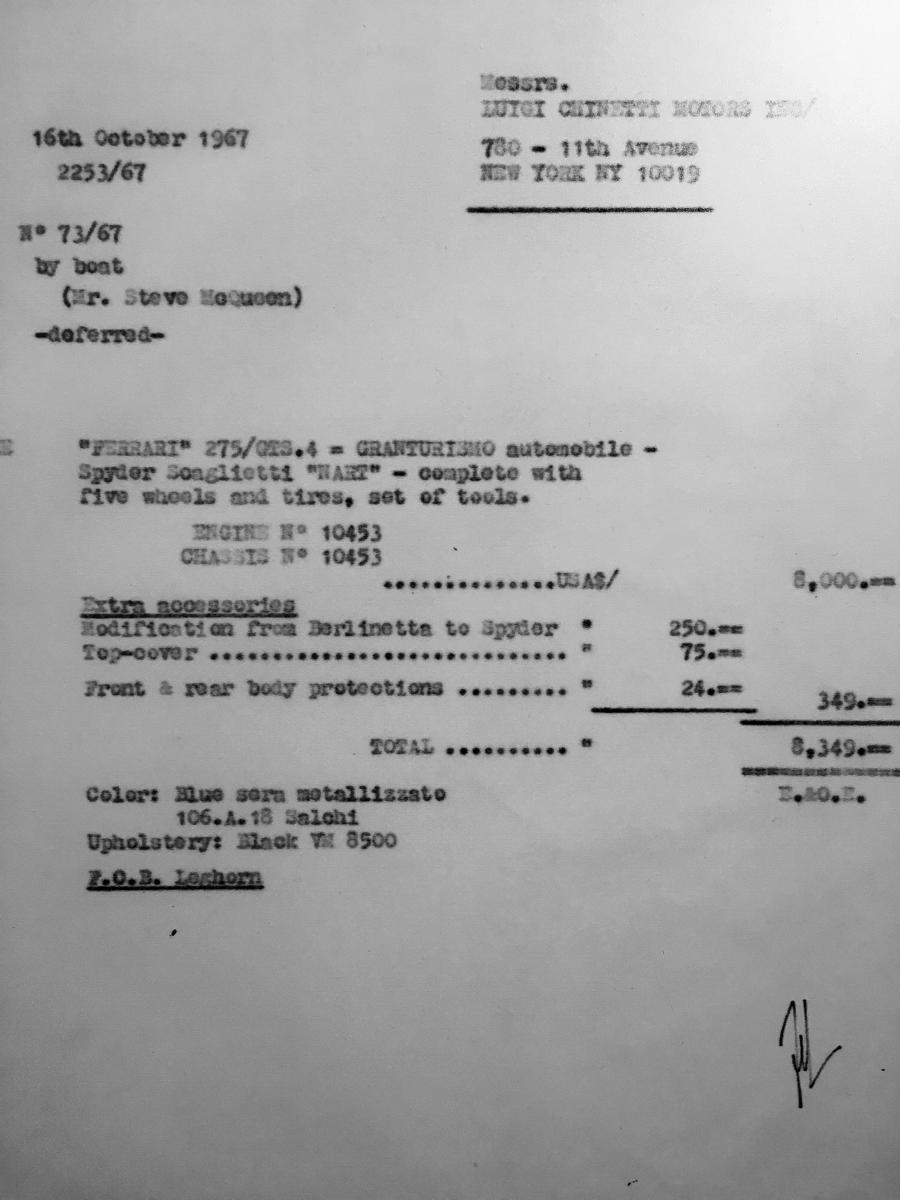 Messrs.
LUIGI CHINETTI MOTORS INC/
16th October 1967
780 - 11th Avenue
2253/67
NEW YORK NY 10019
N° 73/67
by boat
(Mr. Steve McQueen)
-deferred-
E "FERRARI" 275/GTS.4 = GRANTURISMO automobile -
Spyder Scaglietti "NART" - complete with
five wheels and tires, set of tools.
ENGINE N° 10453
CHASSIS N° 10453
...............USA$/ 8,000.==
Extra accessories
Modification from Berlinetta to Spyder " 250.==
Top-cover .............................. " 75.==
Front & rear body protections ......... " 24.==
349.==
TOTAL .......... " 8,349.==
Color: Blue sera metallizzato E.&O.E.
106.A.18 Salchi
Upholstery: Black VM 8500
F.O.B. Leghorn